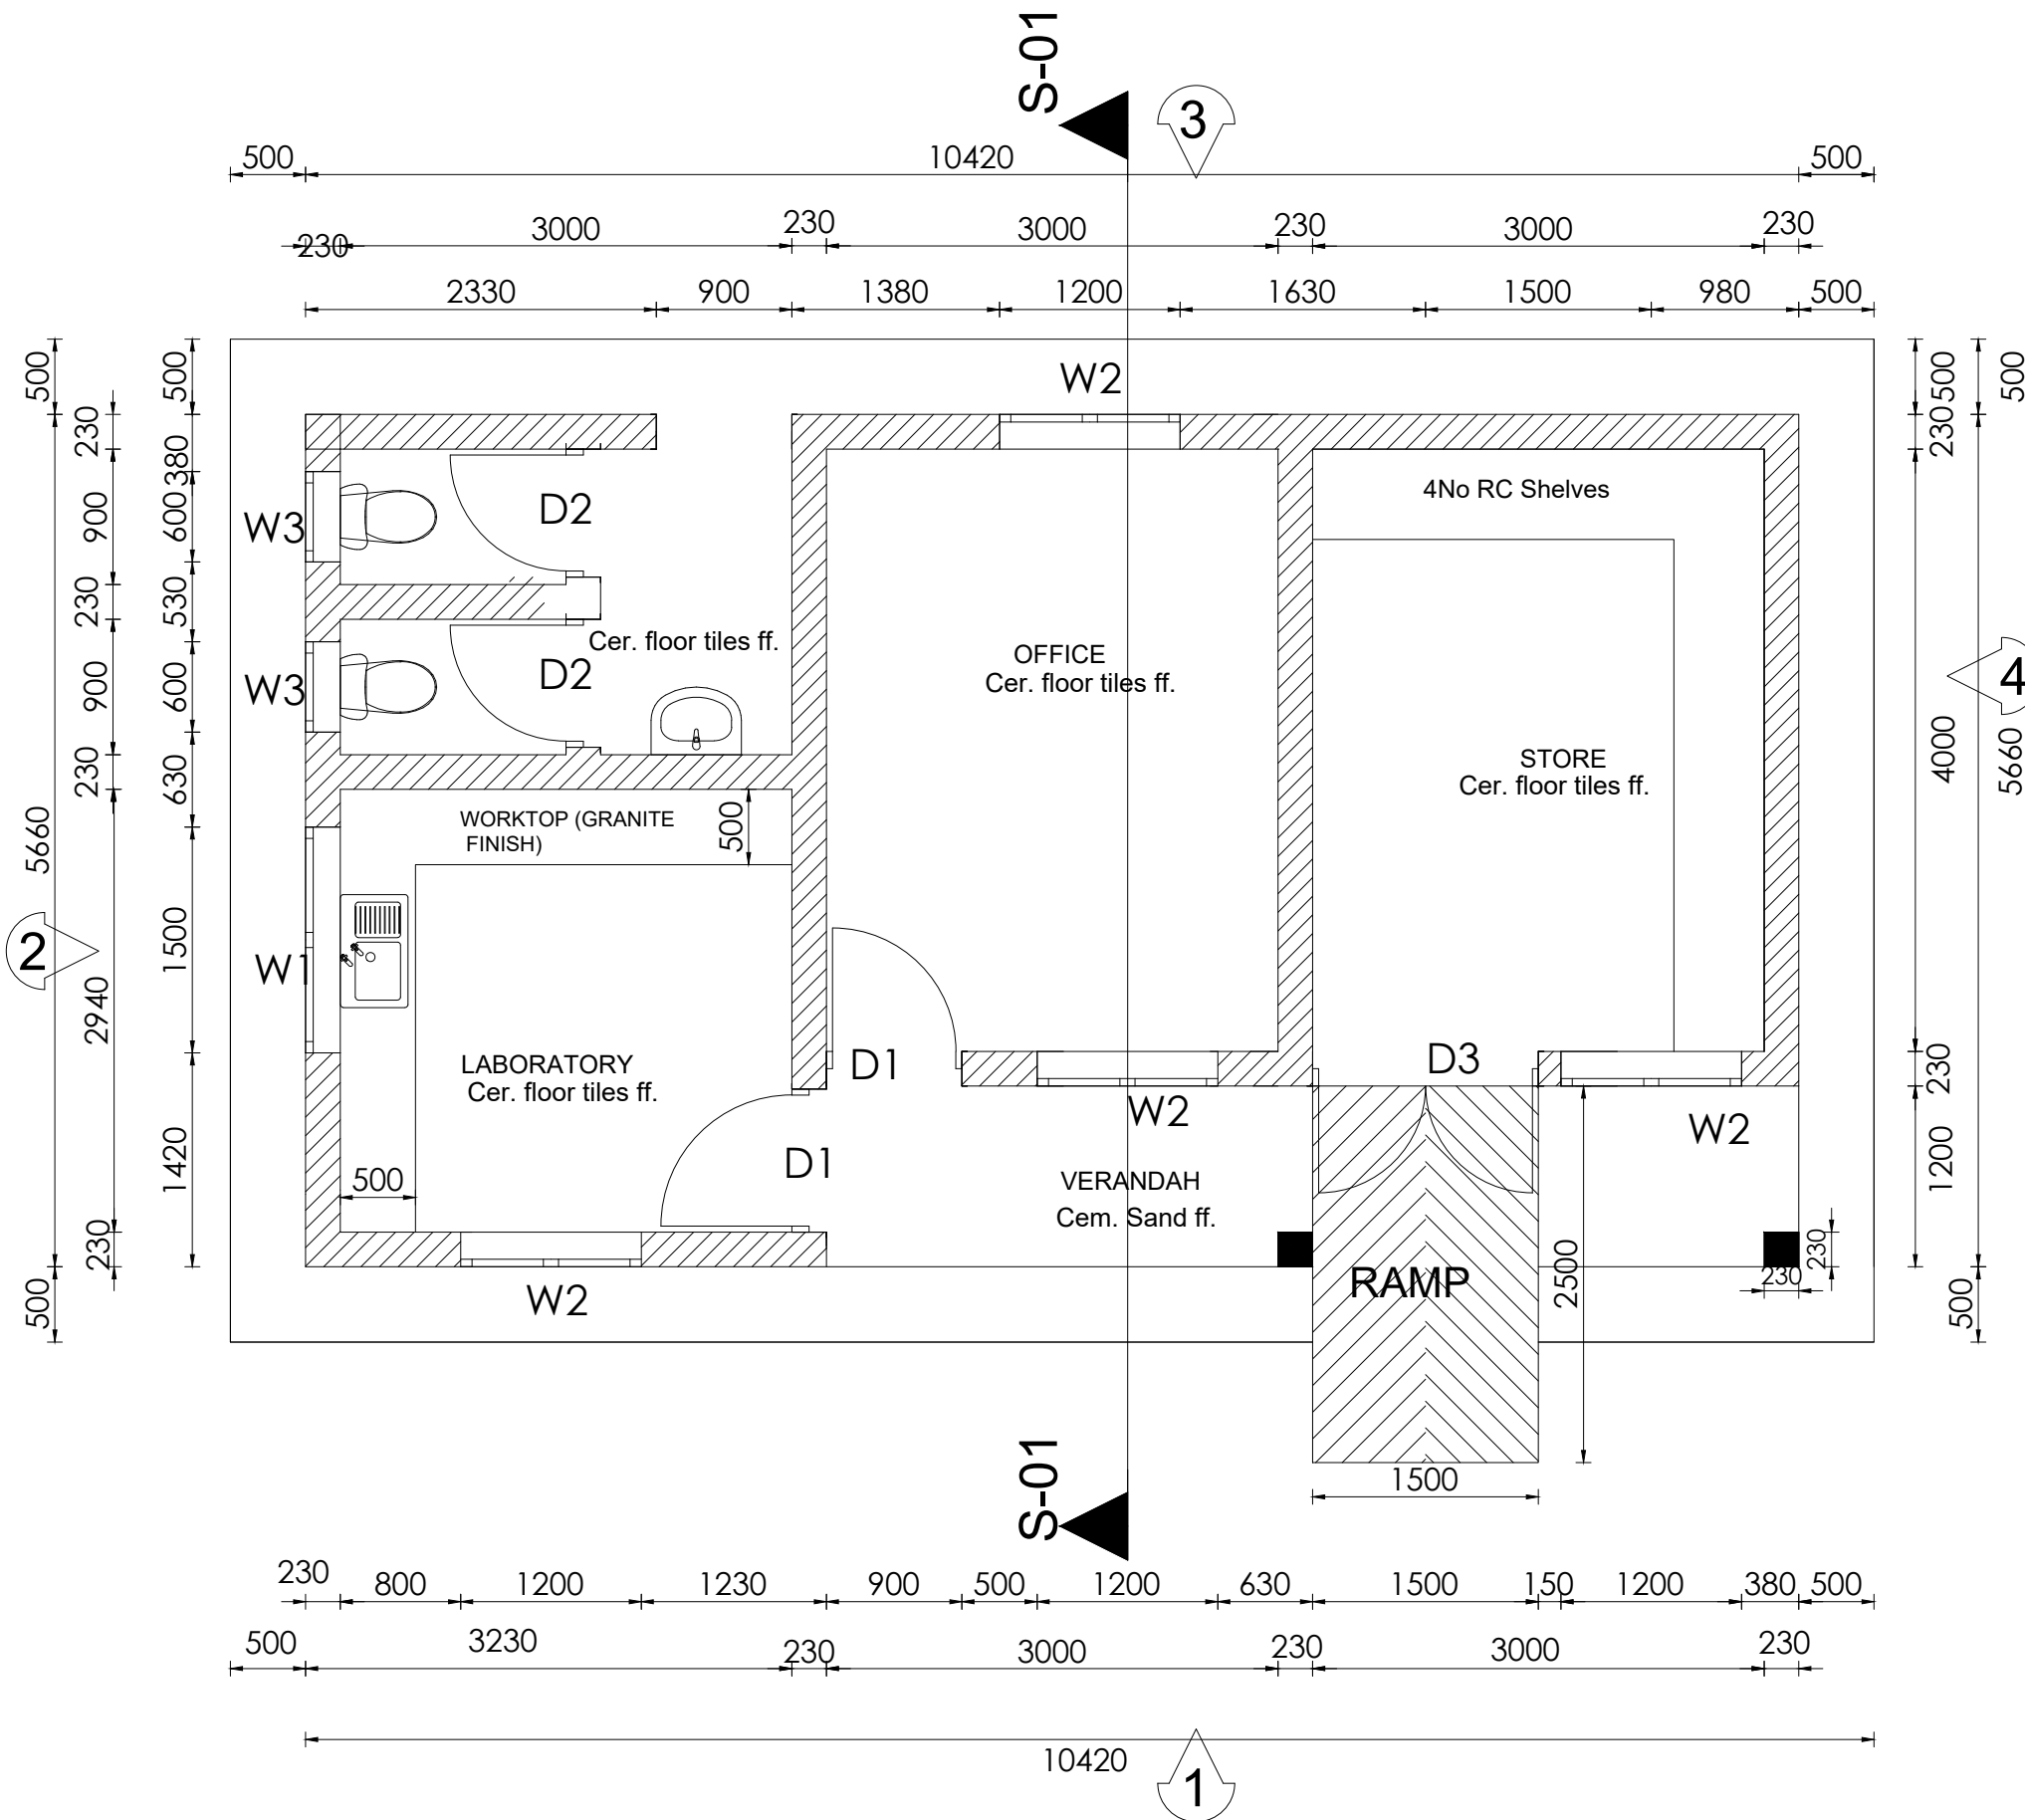 S-01
3
500
10420
500
230
3000
230
3000
230
3000
230
2330
900
1380
1200
1630
1500
980
500
500
5660
500
230
900
230
900
230
2940
230
500
380
600
530
600
630
1500
1420
W2
W3
D2
W3
D2
Cer. floor tiles ff.
OFFICE
Cer. floor tiles ff.
4No RC Shelves
STORE
Cer. floor tiles ff.
WORKTOP (GRANITE
FINISH)
500
W1
2
LABORATORY
Cer. floor tiles ff.
500
D1
D1
W2
D3
W2
VERANDAH
Cem. Sand ff.
RAMP
2500
230
230
W2
500
230
4000
230
1200
500
5660
500
4
1500
S-01
230
800
1200
1230
900
500
1200
630
1500
150
1200
380
500
500
3230
230
3000
230
3000
230
10420
1